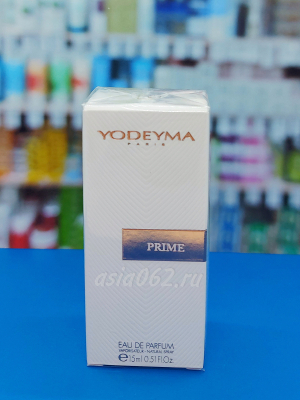 YODEYMA
PARIS
PRIME
asia062.ru
EAU DE PARFUM
VAPORISATEUR - NATURAL SPRAY
e 15ml 0.51Fl.Oz.